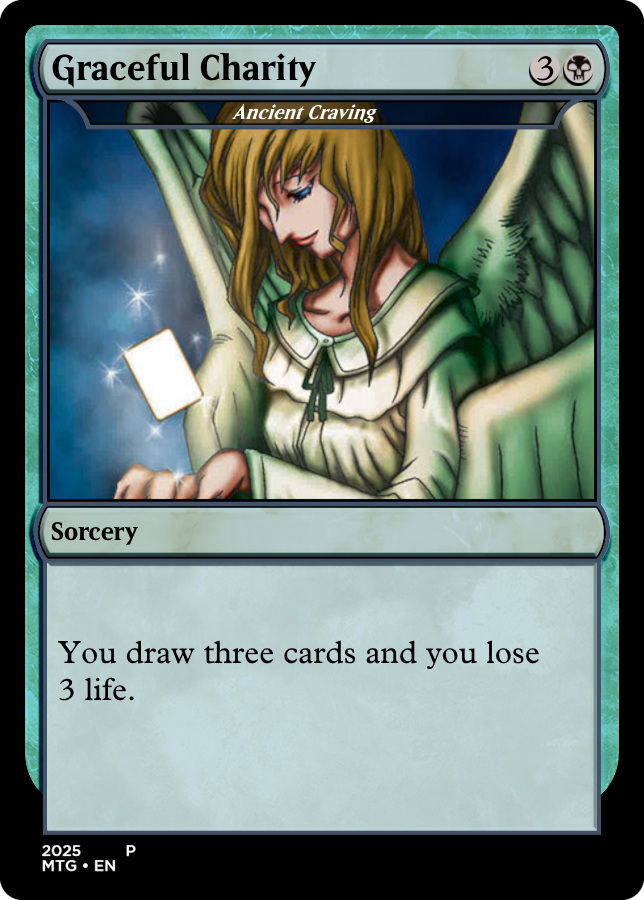 Graceful Charity 3
Ancient Craving
Sorcery
You draw three cards and you lose
3 life.
2025 P
MTG • EN